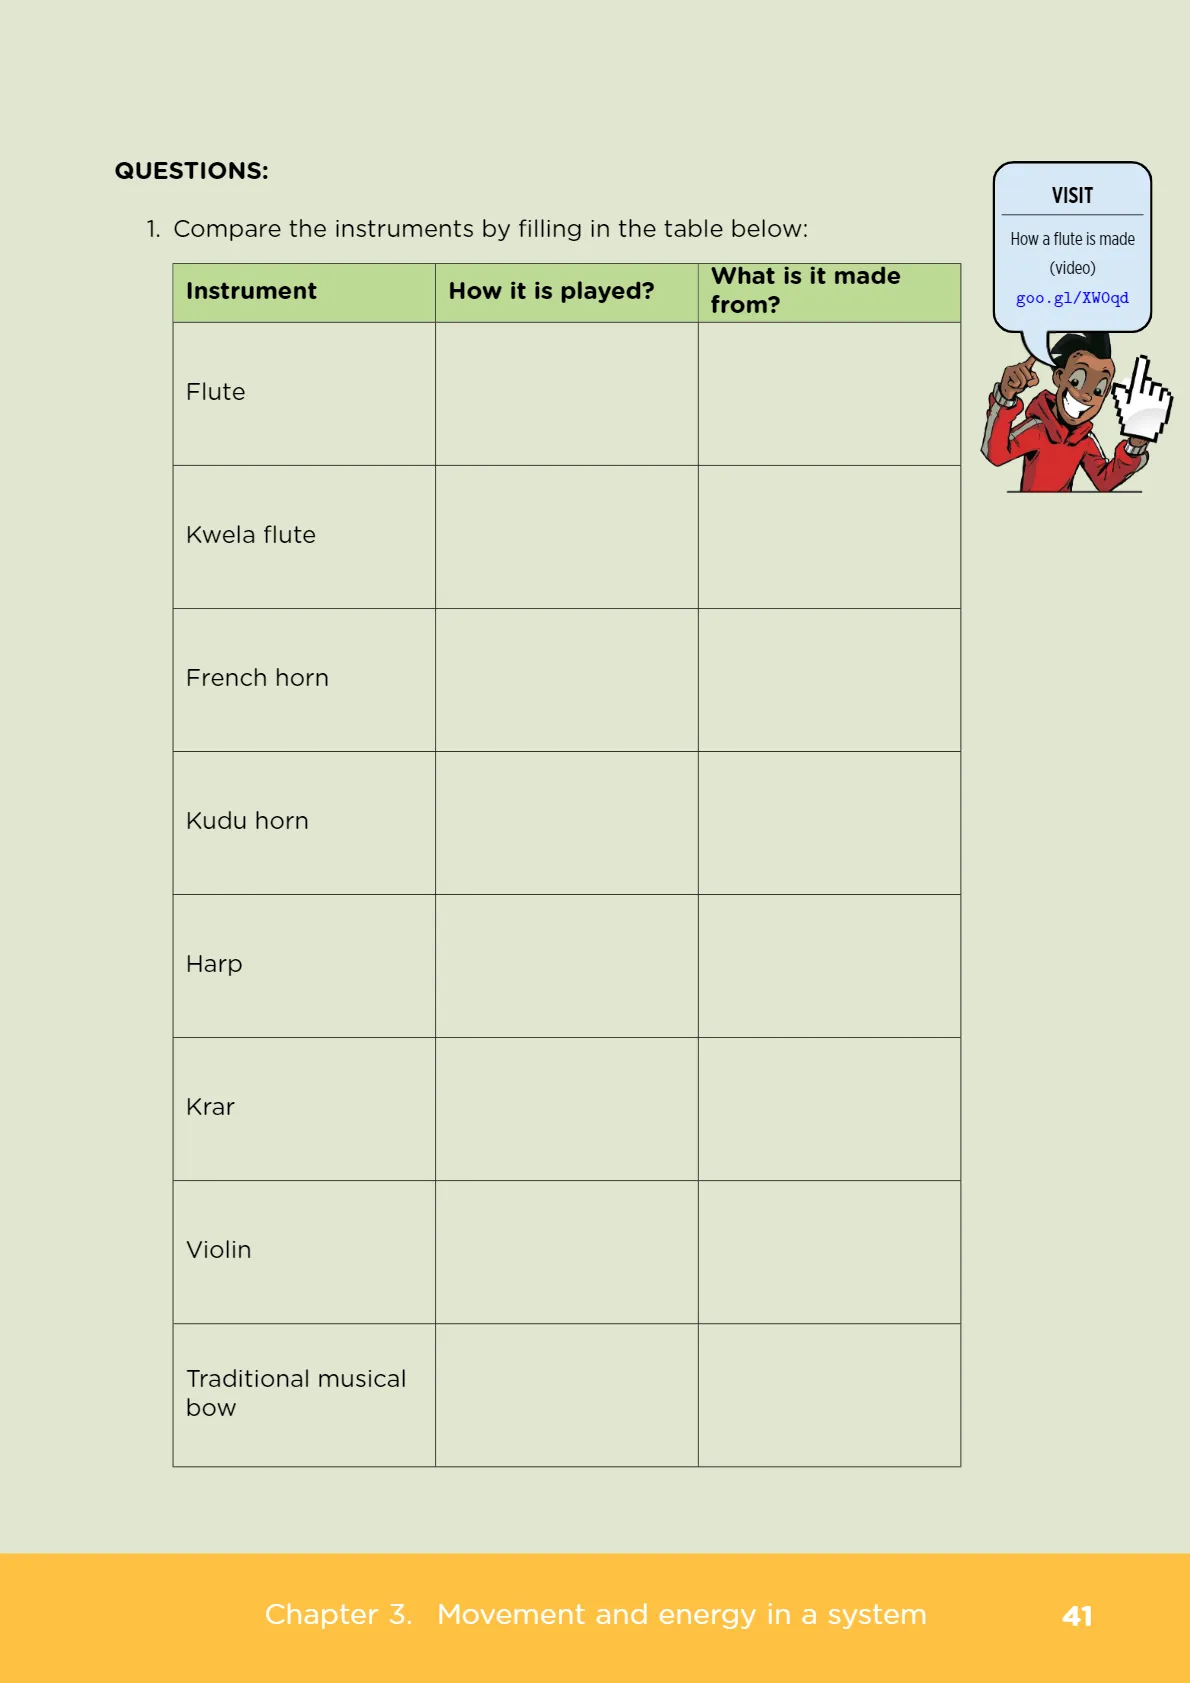 QUESTIONS:
1. Compare the instruments by filling in the table below:
Instrument
How it is played?
What is it made
from?
Flute
Kwela flute
French horn
Kudu horn
Harp
Krar
Violin
Traditional musical
bow
VISIT
How a flute is made
(video)
goo.gl/XW0qd
Chapter 3. Movement and energy in a system
41